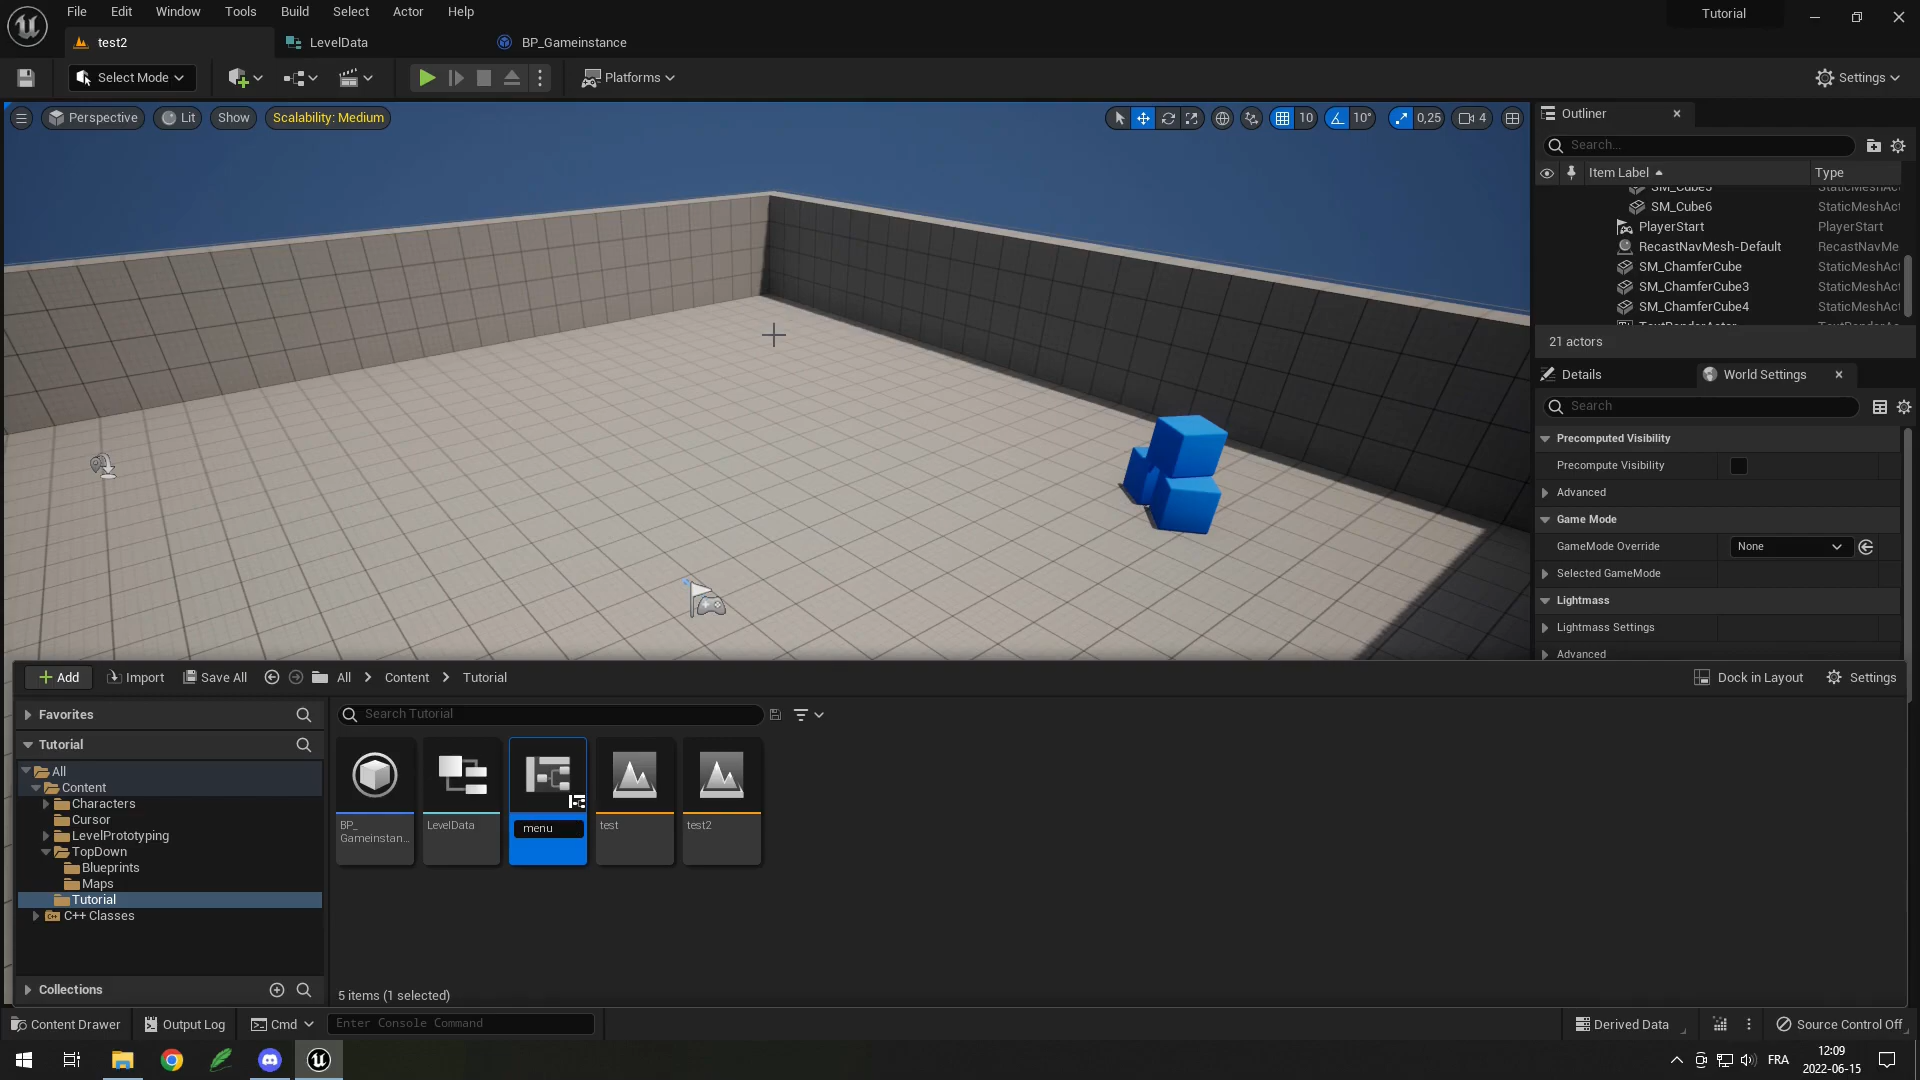 File Edit Window Tools Build Select Actor Help
Tutorial
test2
LevelData
BP_Gameinstance
Select Mode
Platforms
Settings
Perspective
Lit
Show
Scalability: Medium
10
10°
0,25
4
Outliner
Search...
Item Label
Type
SM_Cube5
SM_Cube6
StaticMeshAct
PlayerStart
PlayerStart
RecastNavMesh-Default
RecastNavMe
SM_ChamferCube
StaticMeshAct
SM_ChamferCube3
StaticMeshAct
SM_ChamferCube4
StaticMeshAct
21 actors
Details
World Settings
Search
Precomputed Visibility
Precompute Visibility
Advanced
Game Mode
GameMode Override
None
Selected GameMode
Lightmass
Lightmass Settings
Advanced
Add
Import
Save All
All
Content
Tutorial
Dock in Layout
Settings
Favorites
Tutorial
All
Content
Characters
Cursor
LevelPrototyping
TopDown
Blueprints
Maps
Tutorial
C++ Classes
Collections
Search Tutorial
BP_
Gameinstan...
LevelData
menu
test
test2
5 items (1 selected)
Content Drawer
Output Log
Cmd
Enter Console Command
Derived Data
Source Control Off
FRA
12:09
2022-06-15